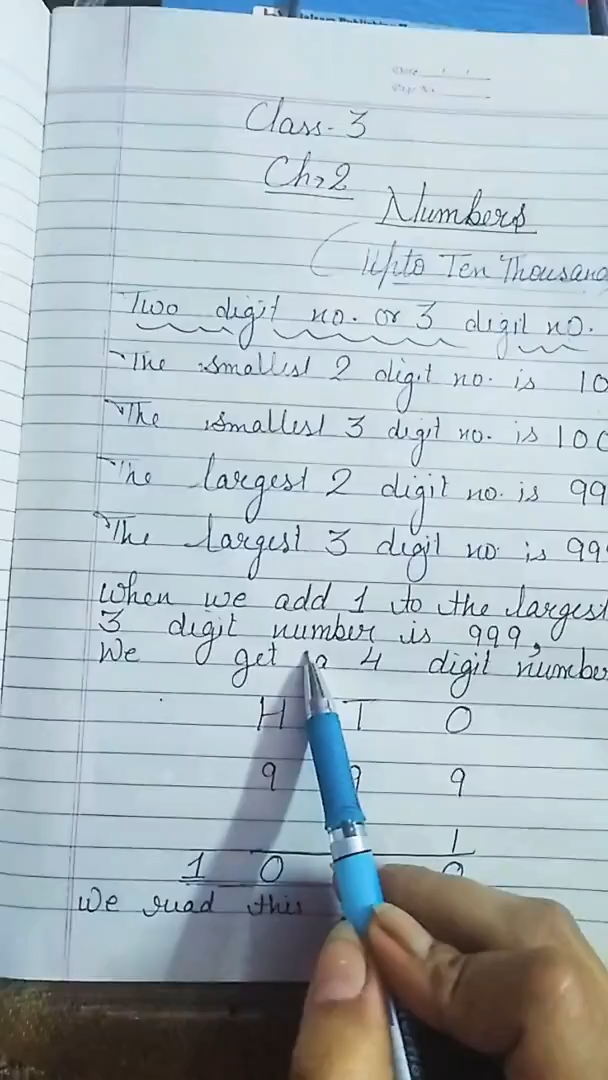 Class-3
Ch-2
Numbers
(Upto Ten Thousand
Two digit no. or 3 digit no.
The smallest 2 digit no. is 10
The smallest 3 digit no. is 100
The largest 2 digit no. is 99
The largest 3 digit no is 99
When we add 1 to the largest
3 digit number is 999,
We get a 4 digit number
H T O
9 9 9
1
1 0 0
We read this